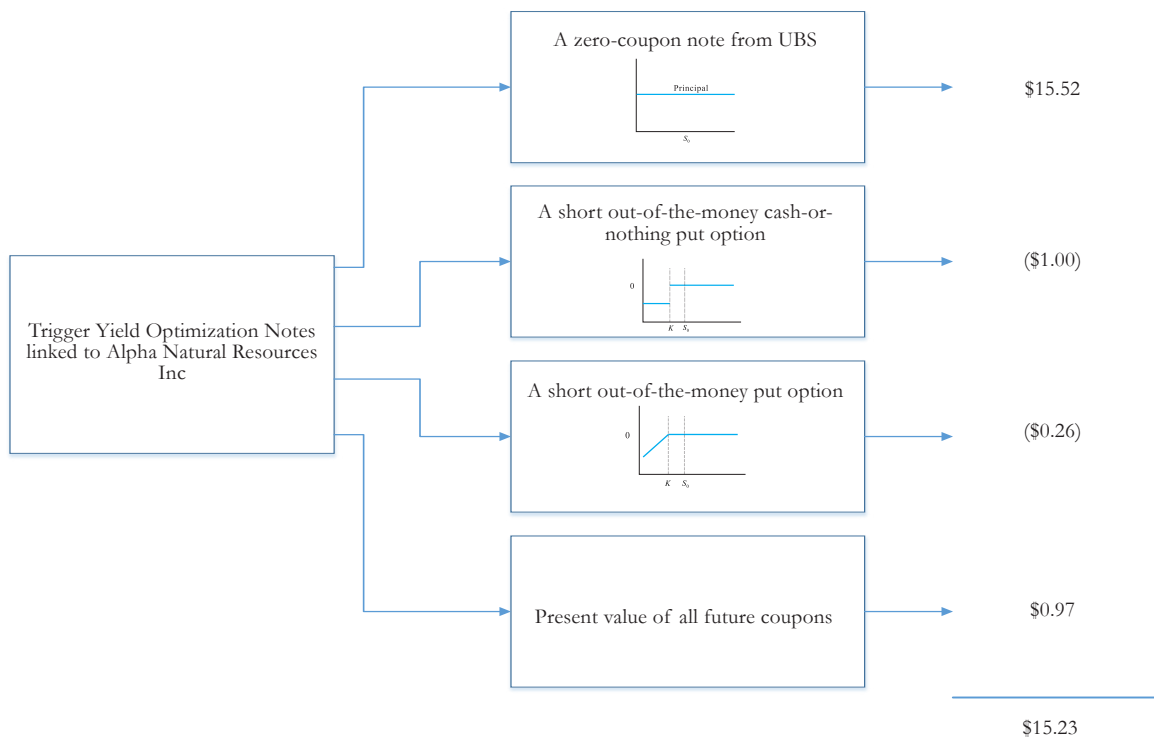 A zero-coupon note from UBS
Principal
S0
$15.52
A short out-of-the-money cash-or-
nothing put option
0
K S0
($1.00)
Trigger Yield Optimization Notes
linked to Alpha Natural Resources
Inc
A short out-of-the-money put option
0
K S0
($0.26)
Present value of all future coupons
$0.97
$15.23